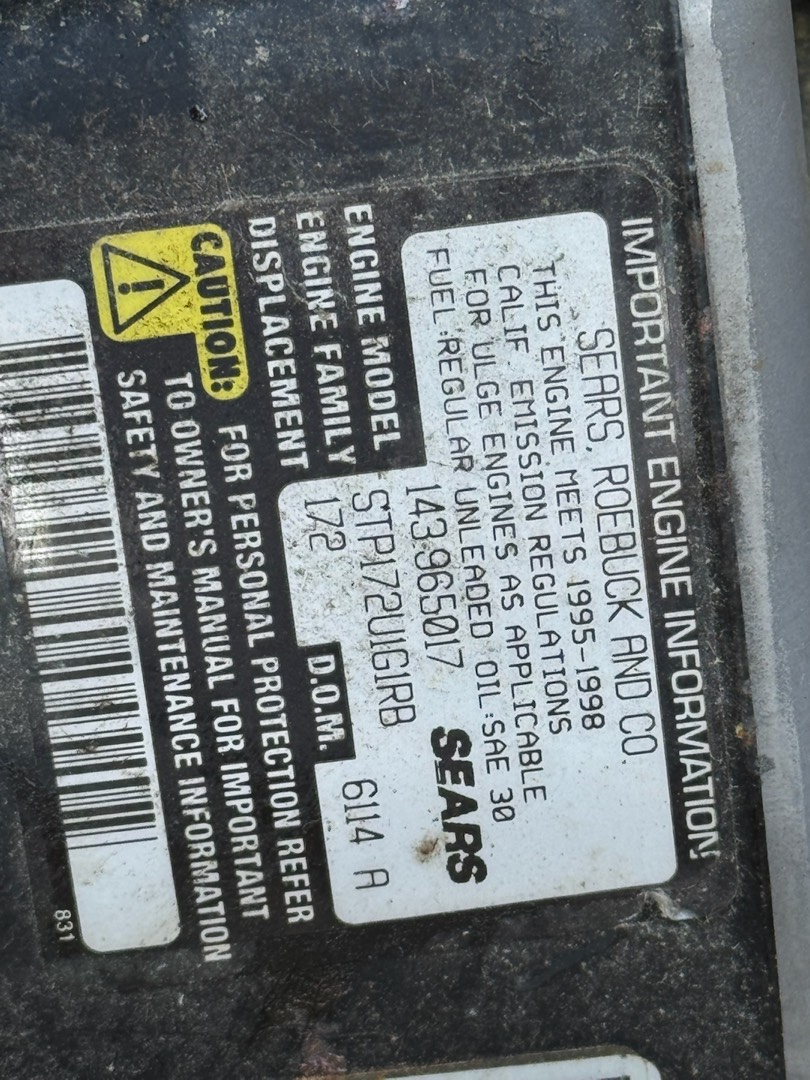 IMPORTANT ENGINE INFORMATION
SEARS, ROEBUCK AND CO.
THIS ENGINE MEETS 1995-1998
CALIF. EMISSION REGULATIONS
FOR ULGE ENGINES AS APPLICABLE
FUEL:REGULAR UNLEADED OIL:SAE 30
ENGINE MODEL 143.965017 SEARS
ENGINE FAMILY STP172U1G1RB
DISPLACEMENT 172 D.O.M. 6114 A
CAUTION: FOR PERSONAL PROTECTION REFER
TO OWNER'S MANUAL FOR IMPORTANT
SAFETY AND MAINTENANCE INFORMATION
831